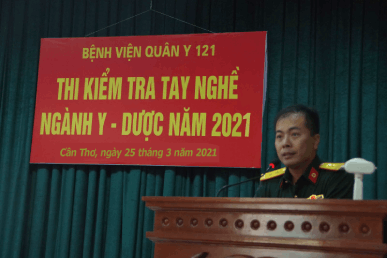 BỆNH VIỆN QUÂN Y 121
THI KIỂM TRA TAY NGHỀ
NGÀNH Y - DƯỢC NĂM 2021
Cần Thơ, ngày 25 tháng 3 năm 2021